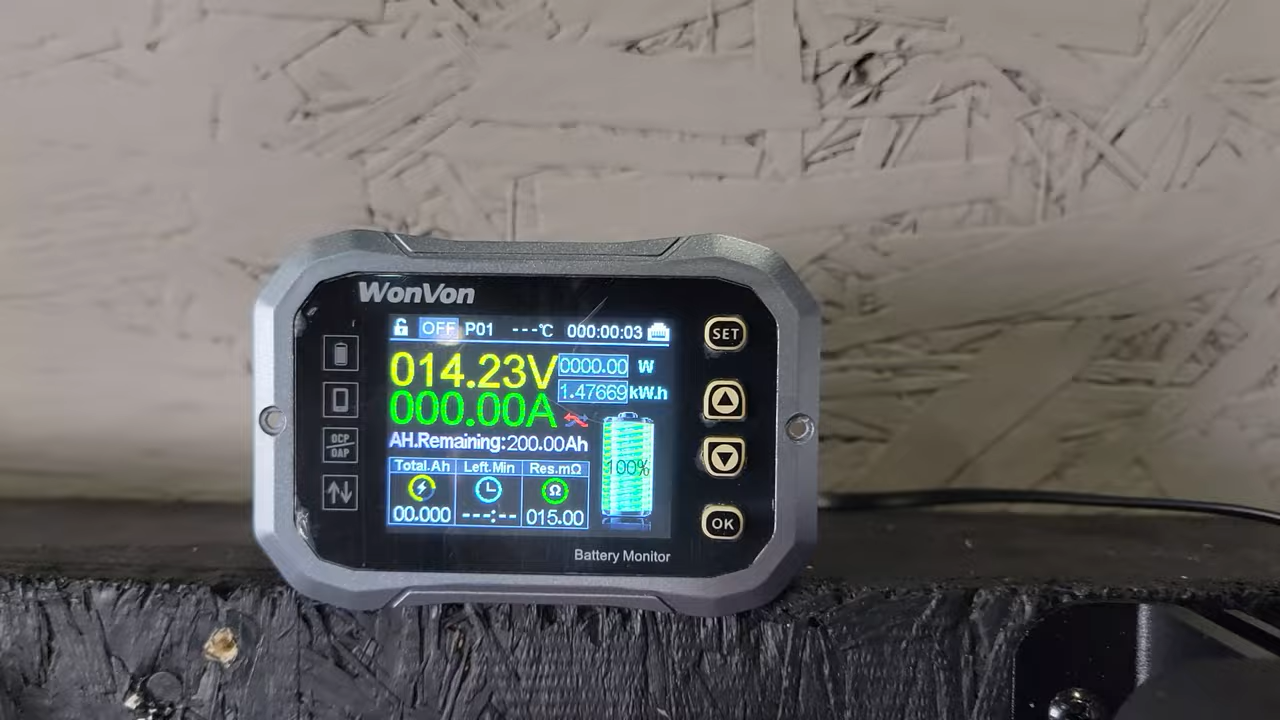 WonVon
OFF P01 ---℃ 000:00:03
SET
014.23V 0000.00 W
1.47669 kW.h
000.00A
AH.Remaining:200.00Ah
100%
OCP
OAP
Total.Ah Left.Min Res.mΩ
Ω
00.000 ---:-- 015.00
OK
Battery Monitor